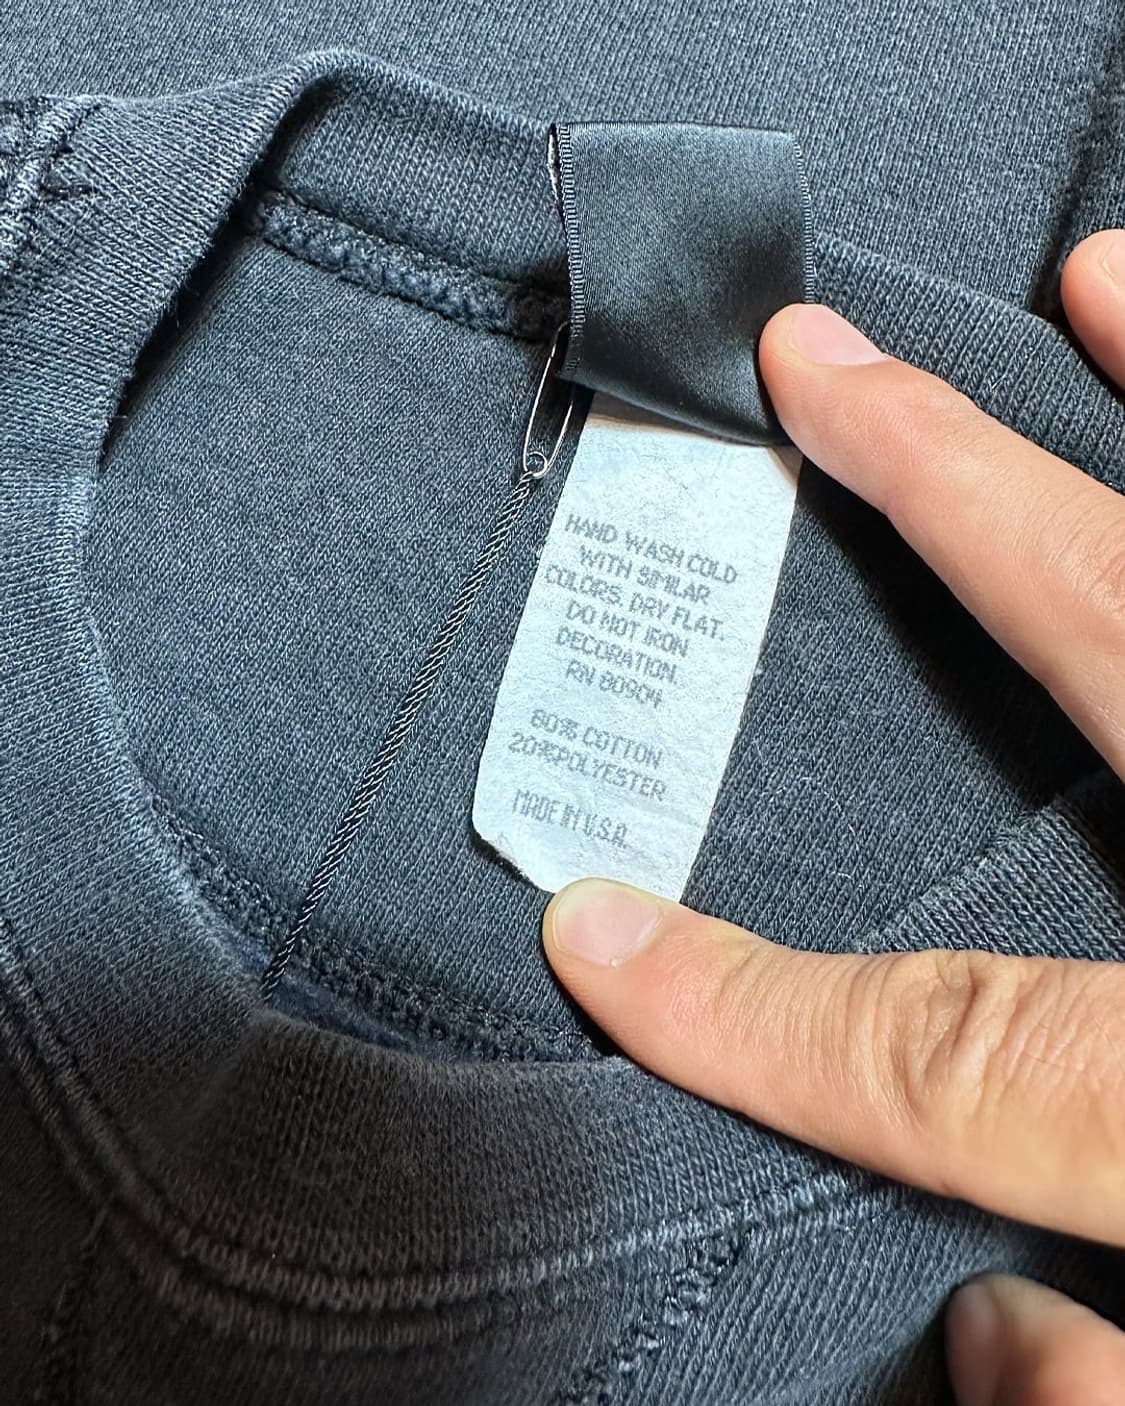 HAND WASH COLD
WITH SIMILAR
COLORS. DRY FLAT.
DO NOT IRON
DECORATION.
RN 80904
80% COTTON
20%POLYESTER
MADE IN U.S.A.